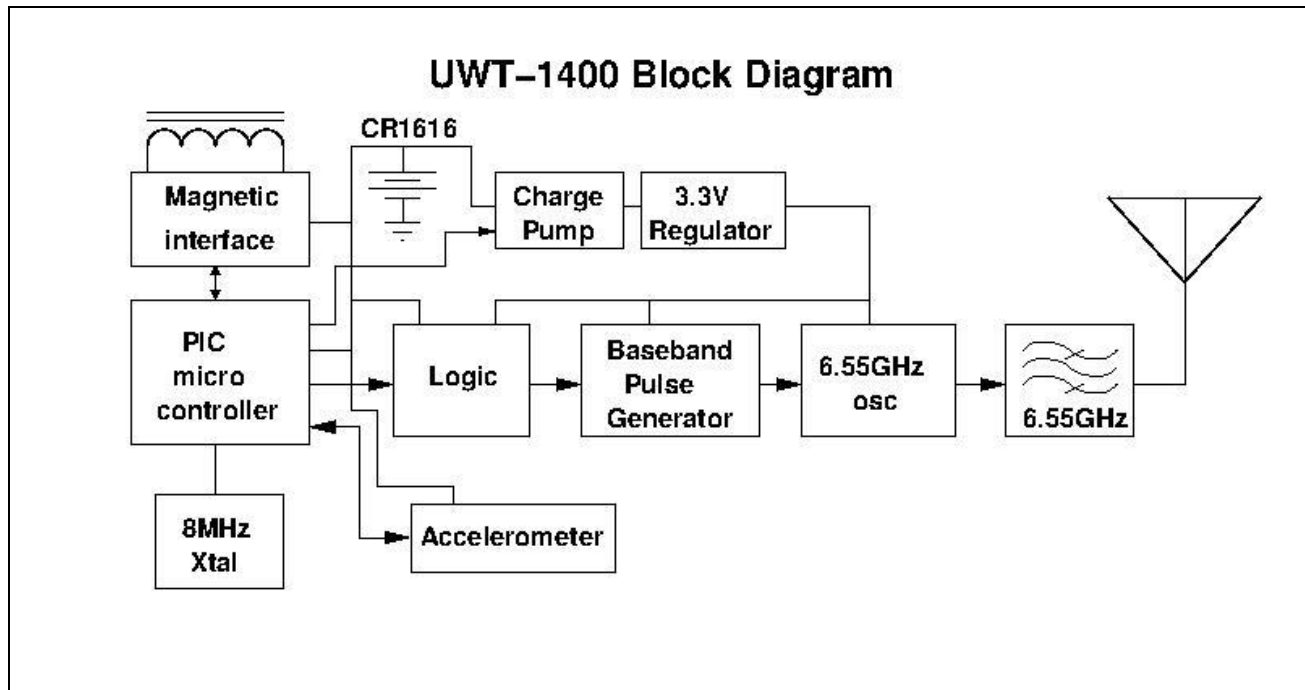 UWT–1400 Block Diagram
CR1616
Magnetic
interface
Charge
Pump
3.3V
Regulator
PIC
micro
controller
Logic
Baseband
Pulse
Generator
6.55GHz
osc
6.55GHz
8MHz
Xtal
Accelerometer